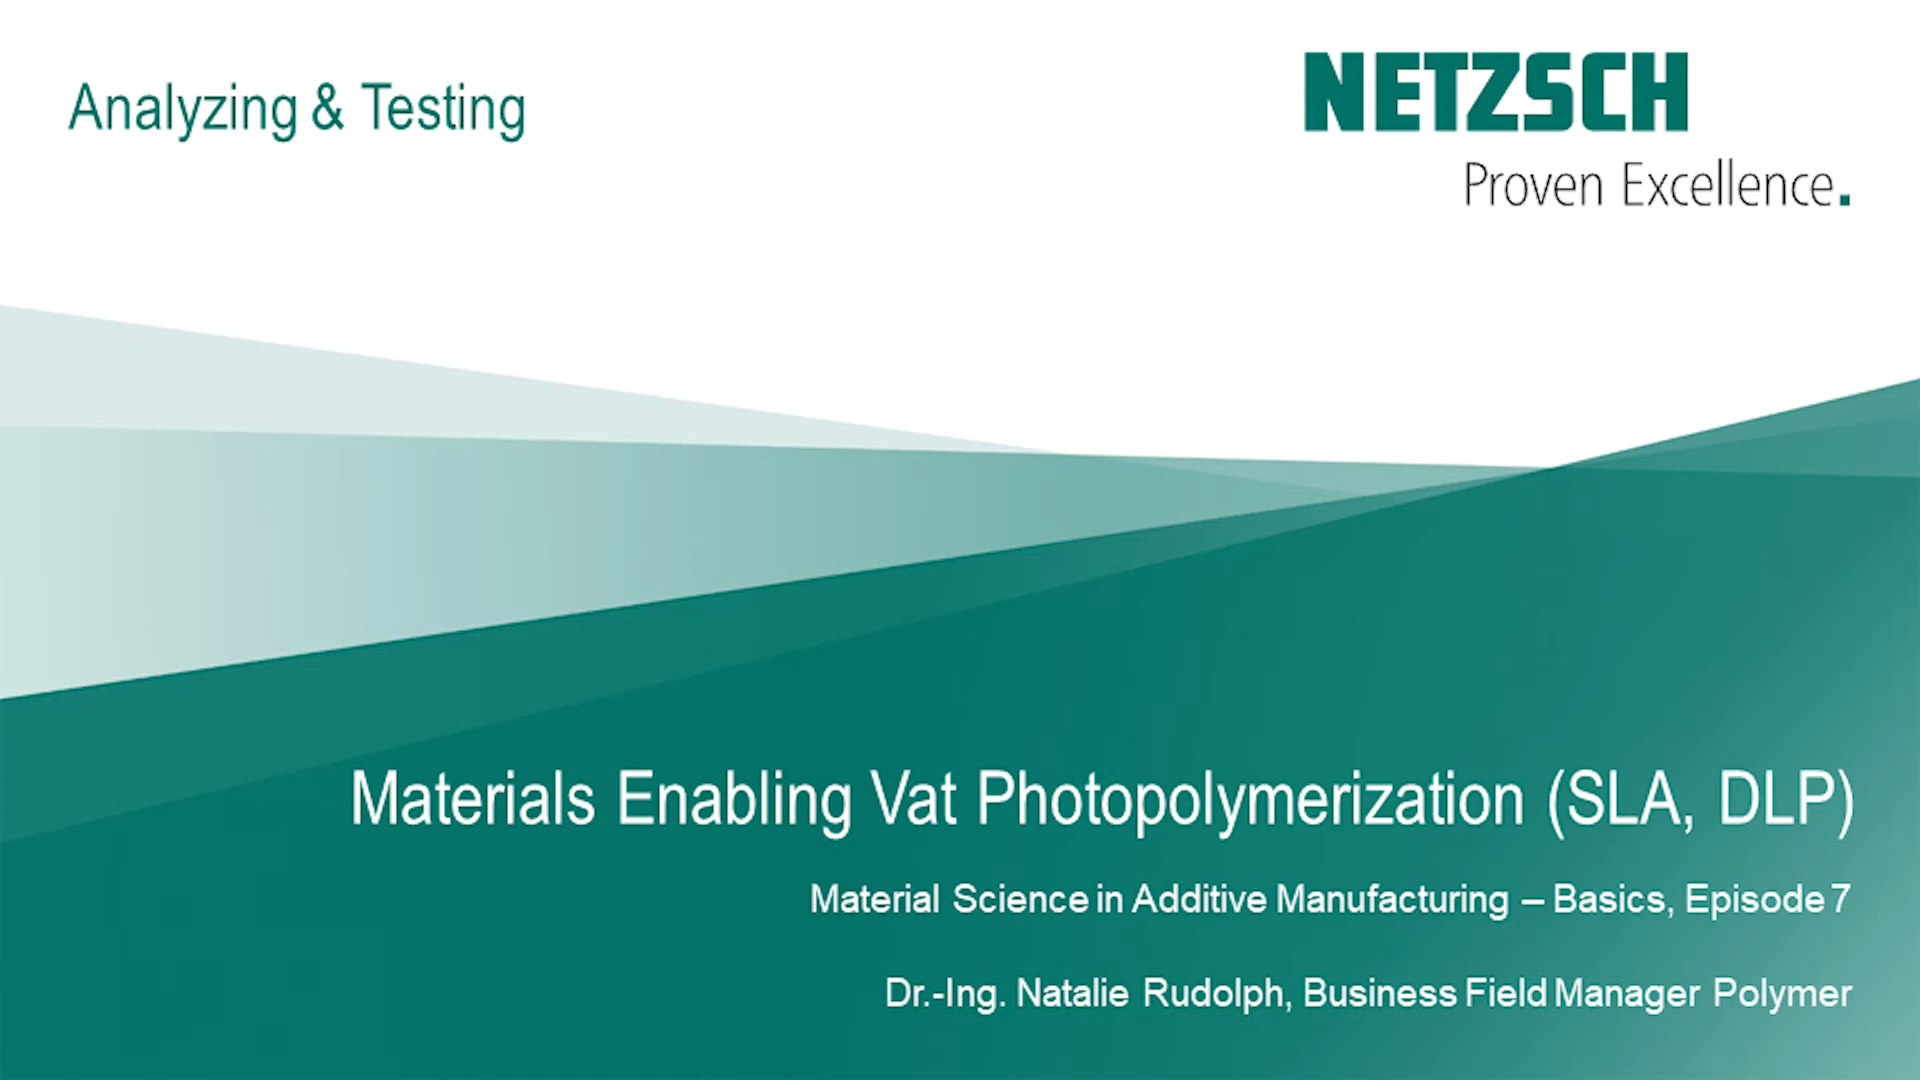 Analyzing & Testing
NETZSCH
Proven Excellence.
Materials Enabling Vat Photopolymerization (SLA, DLP)
Material Science in Additive Manufacturing – Basics, Episode 7
Dr.-Ing. Natalie Rudolph, Business Field Manager Polymer